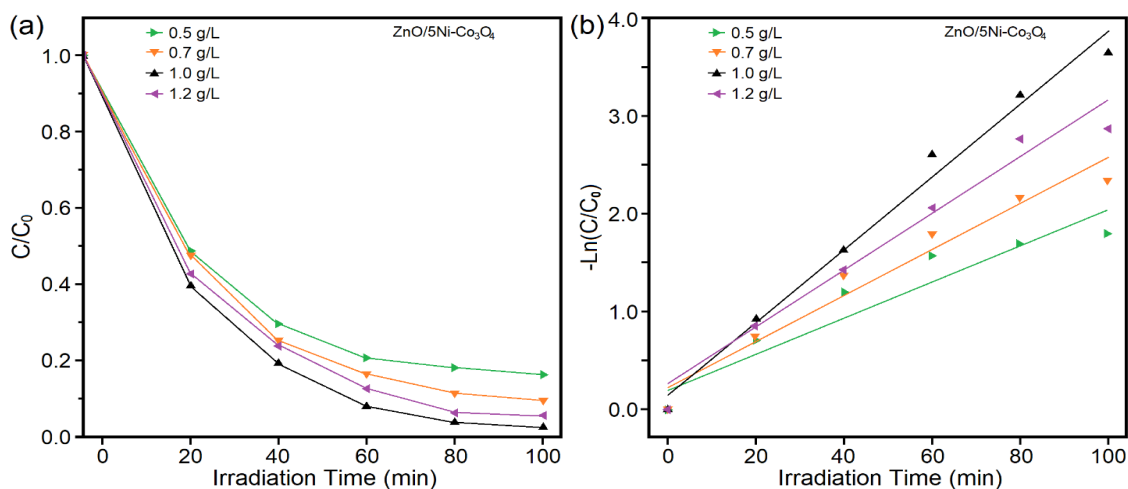 (a)
0.5 g/L
0.7 g/L
1.0 g/L
1.2 g/L
ZnO/5Ni-Co₃O₄
1.0
0.8
0.6
0.4
0.2
0.0
C/C₀
0 20 40 60 80 100
Irradiation Time (min)
(b)
0.5 g/L
0.7 g/L
1.0 g/L
1.2 g/L
ZnO/5Ni-Co₃O₄
4.0
3.0
2.0
1.0
0.0
-Ln(C/C₀)
0 20 40 60 80 100
Irradiation Time (min)